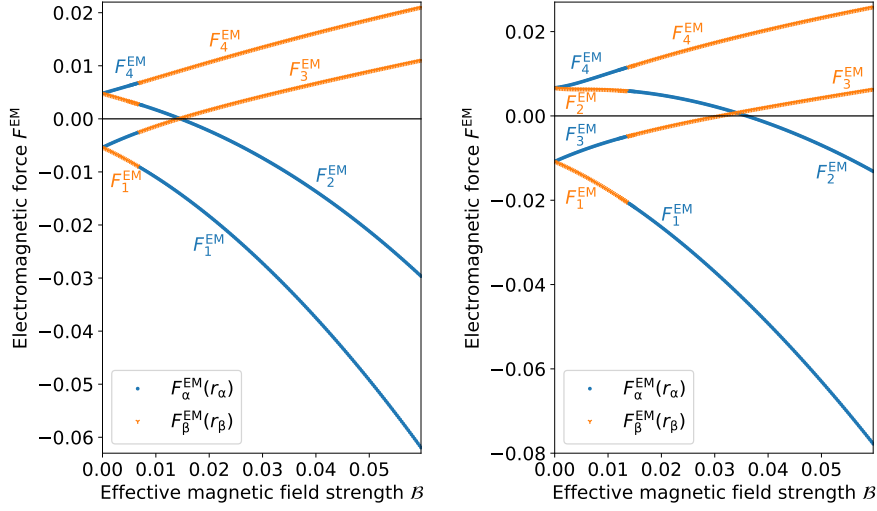 0.02
0.01
0.00
−0.01
−0.02
−0.03
−0.04
−0.05
−0.06
Electromagnetic force F^EM
F_4^EM
F_4^EM
F_3^EM
F_1^EM
F_2^EM
F_1^EM
F_α^EM(r_α)
F_β^EM(r_β)
0.00 0.01 0.02 0.03 0.04 0.05
Effective magnetic field strength ℬ
0.02
0.00
−0.02
−0.04
−0.06
−0.08
Electromagnetic force F^EM
F_4^EM
F_4^EM
F_3^EM
F_2^EM
F_3^EM
F_2^EM
F_1^EM
F_1^EM
F_α^EM(r_α)
F_β^EM(r_β)
0.00 0.01 0.02 0.03 0.04 0.05
Effective magnetic field strength ℬ